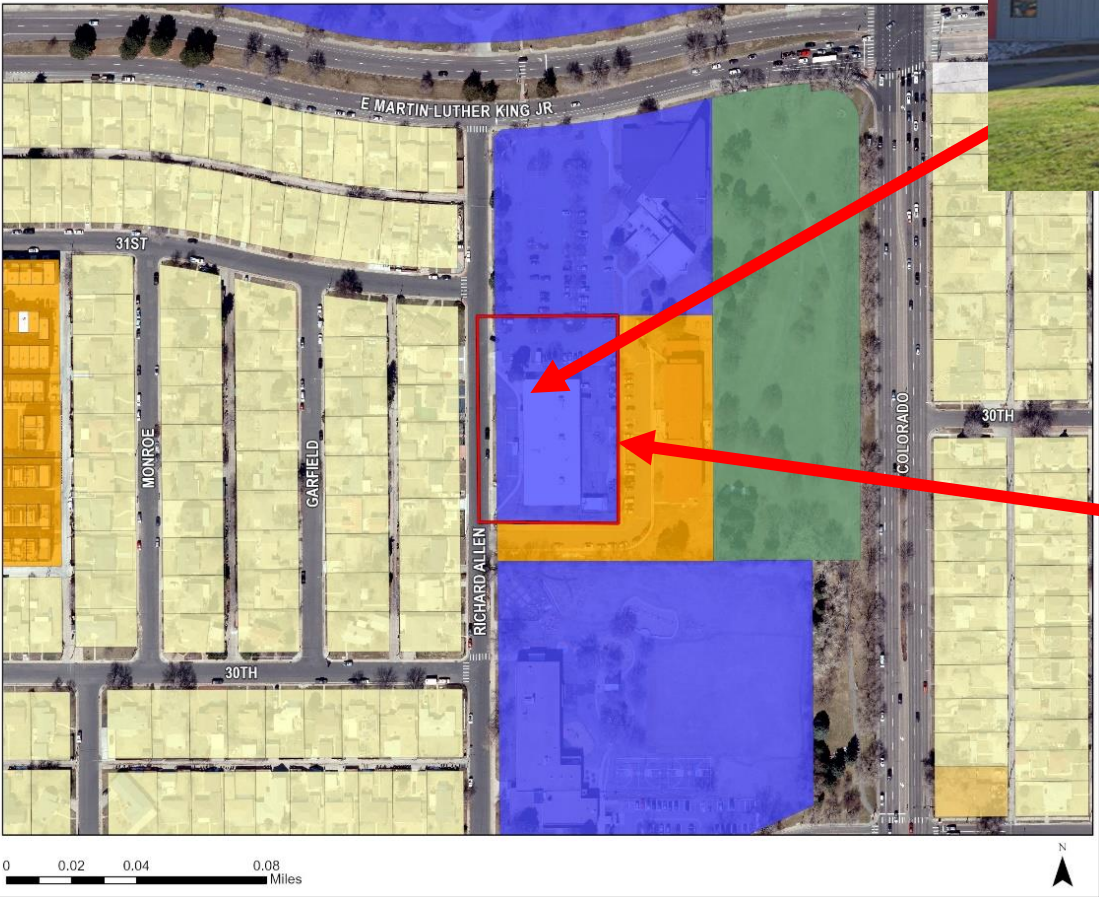 E MARTIN LUTHER KING JR
31ST
30TH
MONROE
GARFIELD
COLORADO
RICHARD ALLEN
30TH
0 0.02 0.04 0.08
Miles
N